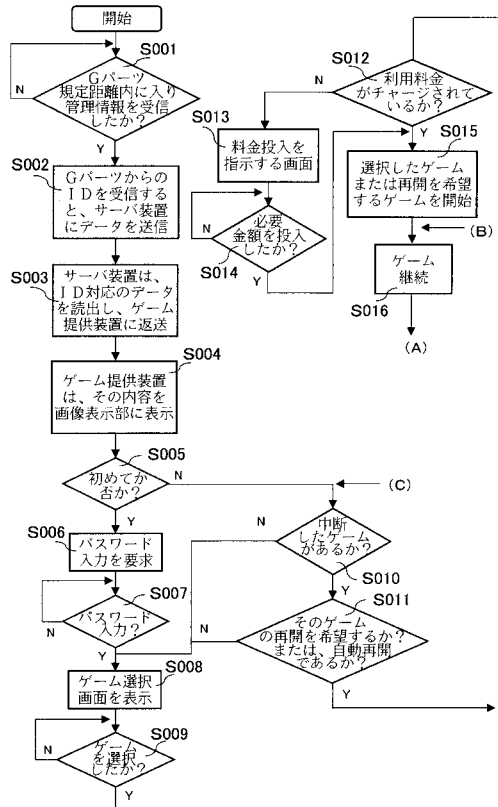 開始
S001
Gパーツ
規定距離内に入り
管理情報を受信
したか？
N
Y
S002
Gパーツからの
IDを受信する
と、サーバ装置
にデータを送信
S003
サーバ装置は、
ID対応のデータ
を読出し、ゲーム
提供装置に返送
S004
ゲーム提供装置
は、その内容を
画像表示部に表示
S005
初めてか
否か？
N
Y
S006
パスワード
入力を要求
S007
パスワード
入力？
N
Y
S008
ゲーム選択
画面を表示
S009
ゲーム
を選択
したか？
N
Y
(C)
中断
したゲーム
があるか？
N
S010
Y
S011
そのゲーム
の再開を希望するか？
または、自動再開
であるか？
N
Y
S012
利用料金
がチャージされて
いるか？
N
Y
S013
料金投入を
指示する画面
必要
金額を投入
したか？
N
S014
Y
S015
選択したゲーム
または再開を希望
するゲームを開始
(B)
ゲーム
継続
S016
(A)